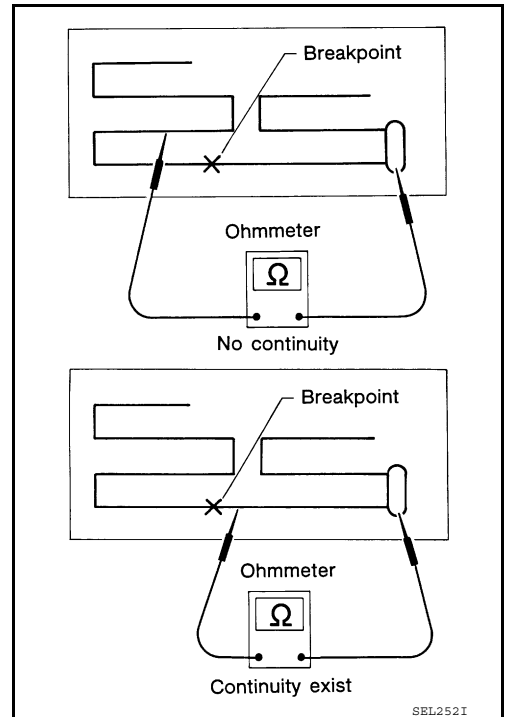 Breakpoint
Ohmmeter
Ω
No continuity
Breakpoint
Ohmmeter
Ω
Continuity exist
SEL252I